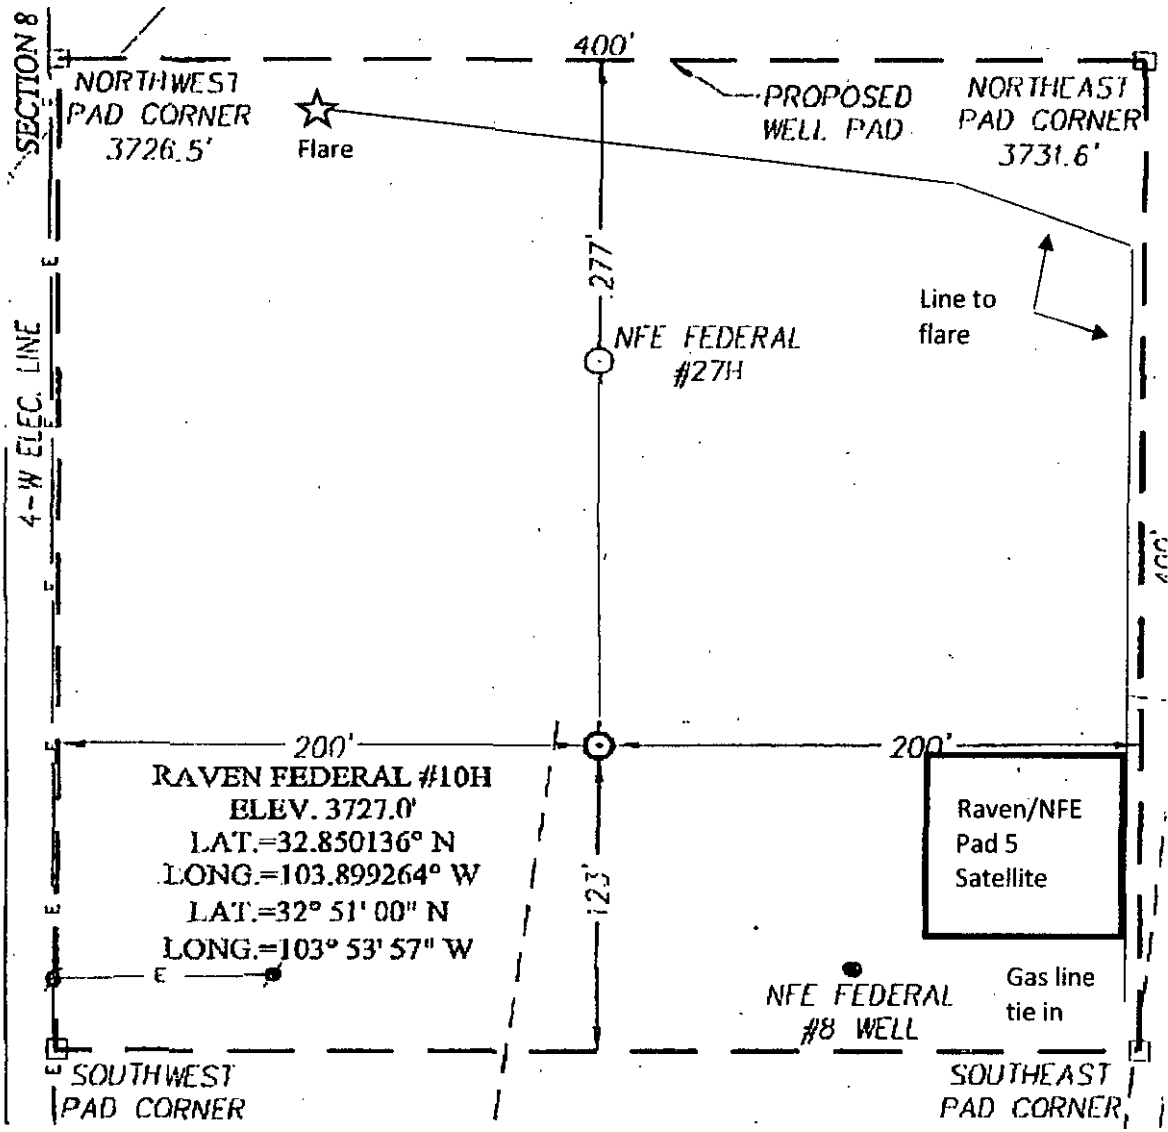 SECTION 8
400'
NORTHWEST
PAD CORNER
3726.5'
Flare
PROPOSED
WELL PAD
NORTHEAST
PAD CORNER
3731.6'
277'
Line to
flare
E
NFE FEDERAL
#27H
4-W ELEC. LINE
E
E
400'
E
200'
200'
RAVEN FEDERAL #10H
ELEV. 3727.0'
LAT.=32.850136° N
LONG.=103.899264° W
LAT.=32° 51' 00" N
LONG.=103° 53' 57" W
123'
Raven/NFE
Pad 5
Satellite
E
E
E
NFE FEDERAL
#8 WELL
Gas line
tie in
E
SOUTHWEST
PAD CORNER
SOUTHEAST
PAD CORNER